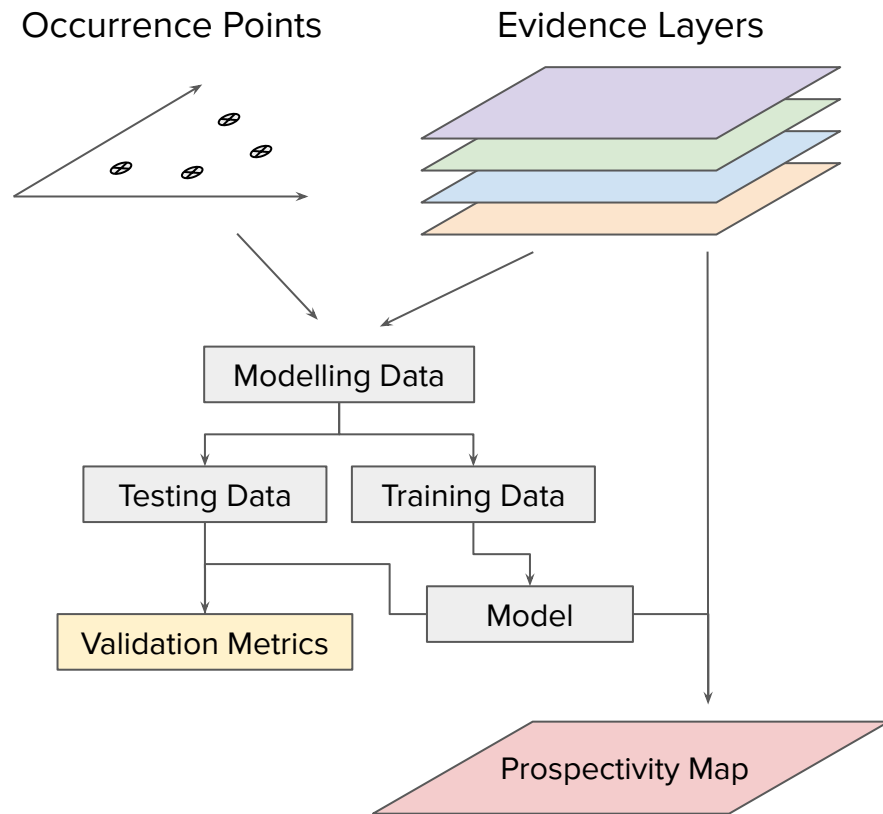 Occurrence Points
Evidence Layers
Modelling Data
Testing Data
Training Data
Model
Validation Metrics
Prospectivity Map